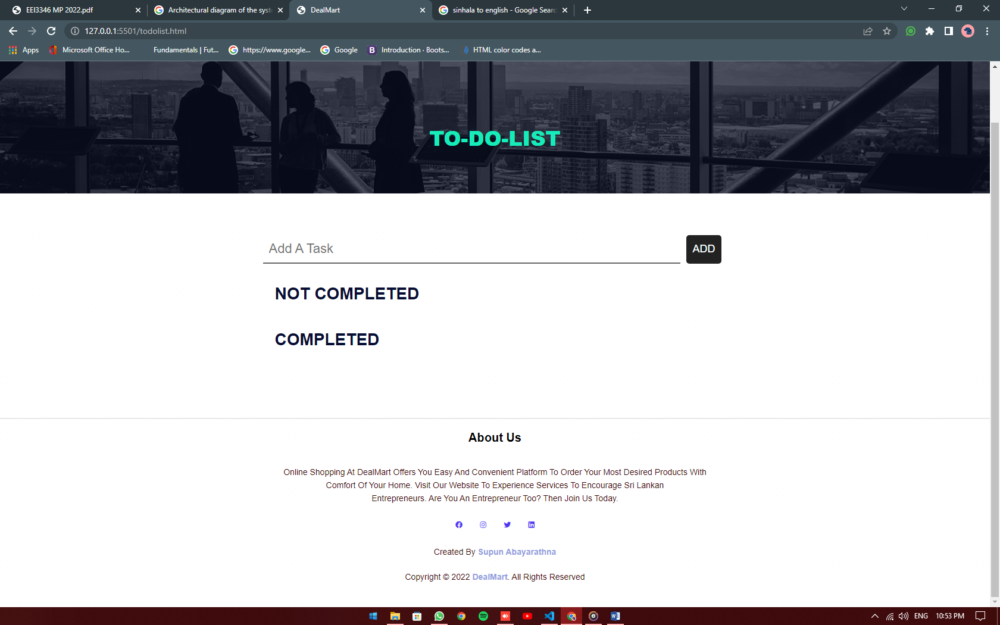 EEI3346 MP 2022.pdf
Architectural diagram of the syst
DealMart
sinhala to english - Google Searc
127.0.0.1:5501/todolist.html
Apps
Microsoft Office Ho...
Fundamentals | Fut...
https://www.google...
Google
Introduction · Boots...
HTML color codes a...
TO-DO-LIST
Add A Task
ADD
NOT COMPLETED
COMPLETED
About Us
Online Shopping At DealMart Offers You Easy And Convenient Platform To Order Your Most Desired Products With
Comfort Of Your Home. Visit Our Website To Experience Services To Encourage Sri Lankan
Entrepreneurs. Are You An Entrepreneur Too? Then Join Us Today.
Created By Supun Abayarathna
Copyright © 2022 DealMart. All Rights Reserved
ENG
10:53 PM